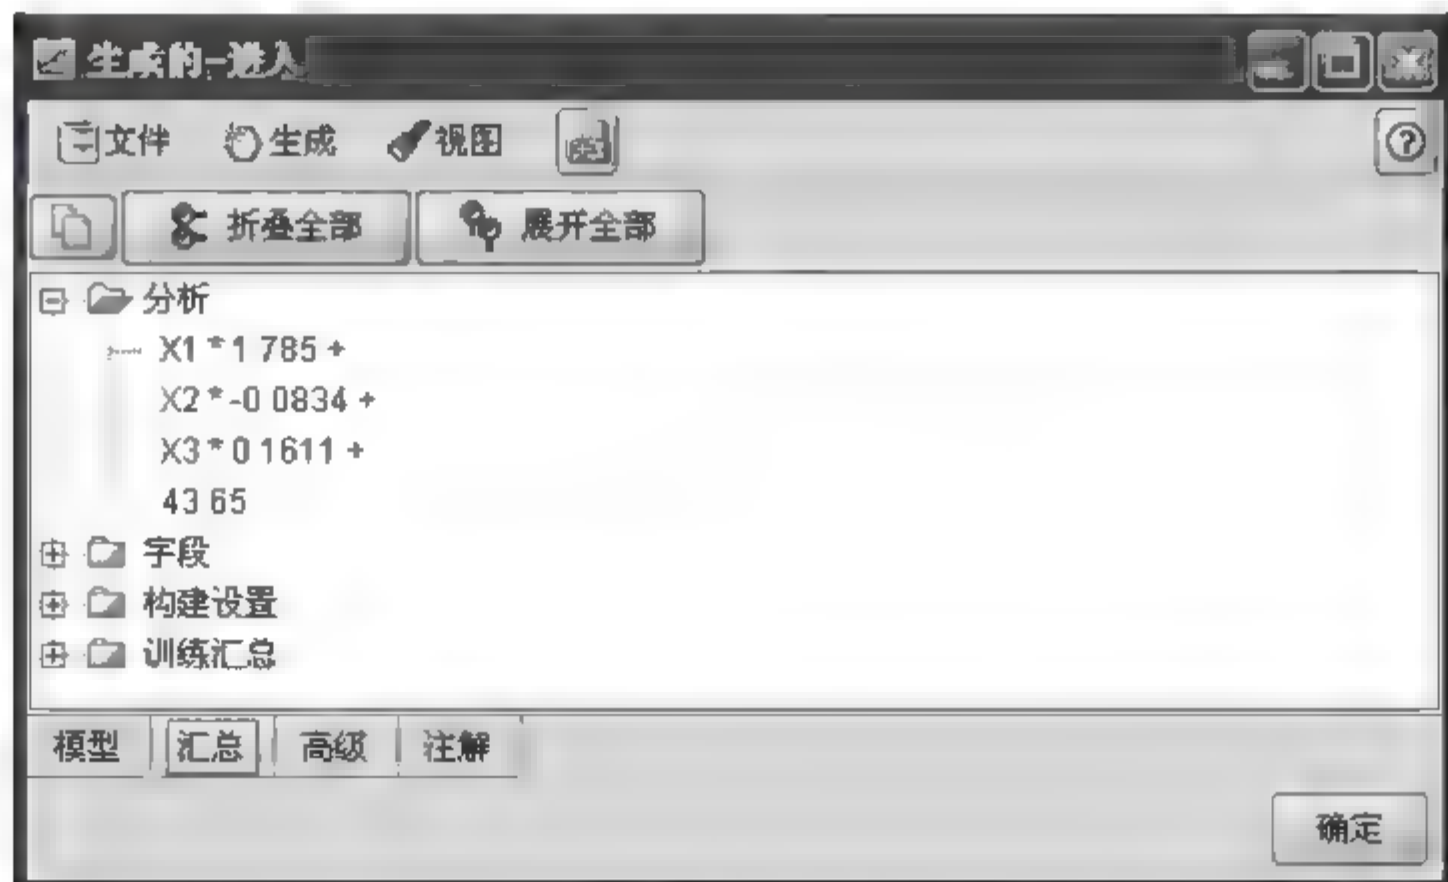 生成的-进入
文件 生成 视图
折叠全部 展开全部
分析
X1 * 1 785 +
X2 * -0 0834 +
X3 * 0 1611 +
43 65
字段
构建设置
训练汇总
模型 汇总 高级 注解
确定